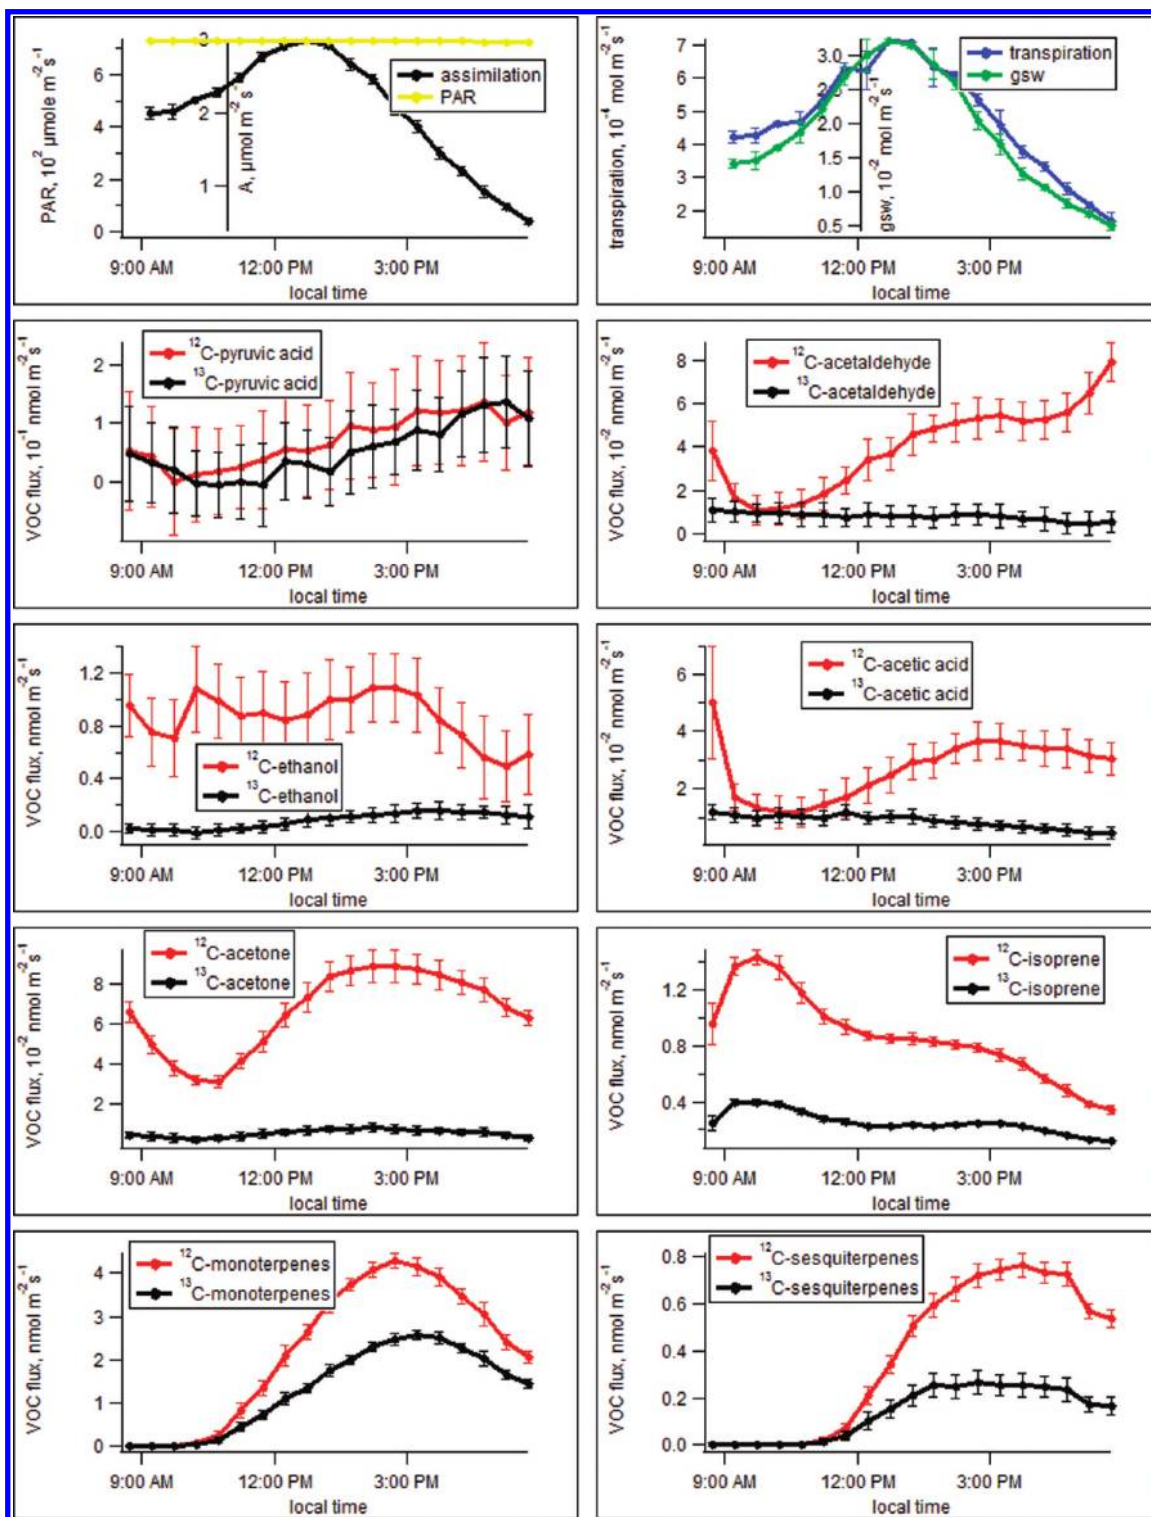 PAR, 10² µmole m⁻²s⁻¹
6
4
2
0
3
2
1
A, µmol m⁻²s⁻¹
assimilation
PAR
9:00 AM 12:00 PM 3:00 PM
local time
transpiration, 10⁻⁴ mol m⁻²s⁻¹
7
6
5
4
3
2
3.0
2.5
2.0
1.5
1.0
0.5
gsw, 10⁻² mol m⁻²s⁻¹
transpiration
gsw
9:00 AM 12:00 PM 3:00 PM
local time
VOC flux, 10⁻¹ nmol m⁻²s⁻¹
2
1
0
¹²C-pyruvic acid
¹³C-pyruvic acid
9:00 AM 12:00 PM 3:00 PM
local time
VOC flux, 10⁻² nmol m⁻²s⁻¹
8
6
4
2
0
¹²C-acetaldehyde
¹³C-acetaldehyde
9:00 AM 12:00 PM 3:00 PM
local time
VOC flux, nmol m⁻²s⁻¹
1.2
0.8
0.4
0.0
¹²C-ethanol
¹³C-ethanol
9:00 AM 12:00 PM 3:00 PM
local time
VOC flux, 10⁻² nmol m⁻²s⁻¹
6
4
2
¹²C-acetic acid
¹³C-acetic acid
9:00 AM 12:00 PM 3:00 PM
local time
VOC flux, 10⁻² nmol m⁻²s⁻¹
8
6
4
2
¹²C-acetone
¹³C-acetone
9:00 AM 12:00 PM 3:00 PM
local time
VOC flux, nmol m⁻²s⁻¹
1.2
0.8
0.4
¹²C-isoprene
¹³C-isoprene
9:00 AM 12:00 PM 3:00 PM
local time
VOC flux, nmol m⁻²s⁻¹
4
3
2
1
0
¹²C-monoterpenes
¹³C-monoterpenes
9:00 AM 12:00 PM 3:00 PM
local time
VOC flux, nmol m⁻²s⁻¹
0.8
0.6
0.4
0.2
0.0
¹²C-sesquiterpenes
¹³C-sesquiterpenes
9:00 AM 12:00 PM 3:00 PM
local time